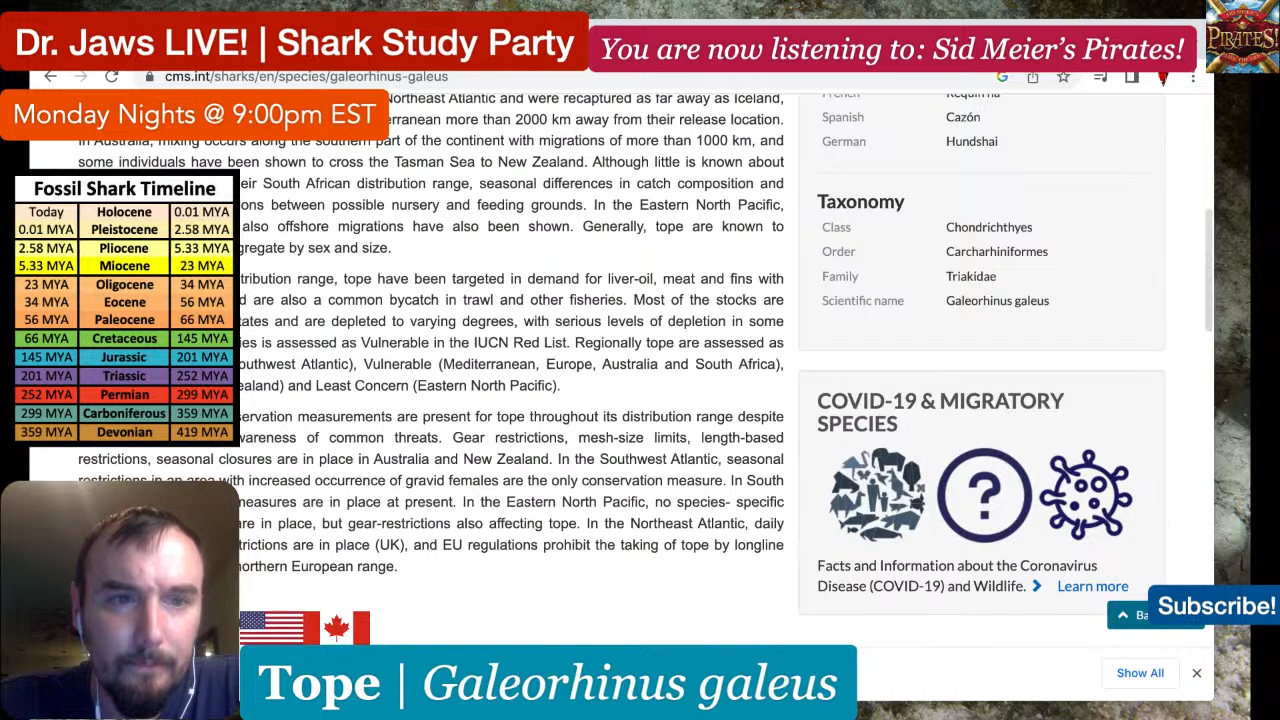 Dr. Jaws LIVE! | Shark Study Party
You are now listening to: Sid Meier's Pirates!
PIRATES!
cms.int/sharks/en/species/galeorhinus-galeus
Monday Nights @ 9:00pm EST
Northeast Atlantic and were recaptured as far away as Iceland,
more than 2000 km away from their release location.
In Australia, mixing occurs along the southern part of the continent with migrations of more than 1000 km, and
some individuals have been shown to cross the Tasman Sea to New Zealand. Although little is known about
South African distribution range, seasonal differences in catch composition and
between possible nursery and feeding grounds. In the Eastern North Pacific,
also offshore migrations have also been shown. Generally, tope are known to
by sex and size.
range, tope have been targeted in demand for liver-oil, meat and fins with
are also a common bycatch in trawl and other fisheries. Most of the stocks are
and are depleted to varying degrees, with serious levels of depletion in some
is assessed as Vulnerable in the IUCN Red List. Regionally tope are assessed as
Atlantic), Vulnerable (Mediterranean, Europe, Australia and South Africa),
and Least Concern (Eastern North Pacific).
measurements are present for tope throughout its distribution range despite
of common threats. Gear restrictions, mesh-size limits, length-based
restrictions, seasonal closures are in place in Australia and New Zealand. In the Southwest Atlantic, seasonal
restrictions in an area with increased occurrence of gravid females are the only conservation measure. In South
measures are in place at present. In the Eastern North Pacific, no species- specific
are in place, but gear-restrictions also affecting tope. In the Northeast Atlantic, daily
are in place (UK), and EU regulations prohibit the taking of tope by longline
northern European range.
Fossil Shark Timeline
Today Holocene 0.01 MYA
0.01 MYA Pleistocene 2.58 MYA
2.58 MYA Pliocene 5.33 MYA
5.33 MYA Miocene 23 MYA
23 MYA Oligocene 34 MYA
34 MYA Eocene 56 MYA
56 MYA Paleocene 66 MYA
66 MYA Cretaceous 145 MYA
145 MYA Jurassic 201 MYA
201 MYA Triassic 252 MYA
252 MYA Permian 299 MYA
299 MYA Carboniferous 359 MYA
359 MYA Devonian 419 MYA
French Requin hâ
Spanish Cazón
German Hundshai
Taxonomy
Class Chondrichthyes
Order Carcharhiniformes
Family Triakidae
Scientific name Galeorhinus galeus
COVID-19 & MIGRATORY
SPECIES
?
Facts and Information about the Coronavirus
Disease (COVID-19) and Wildlife. Learn more
Subscribe!
Show All
Tope | Galeorhinus galeus